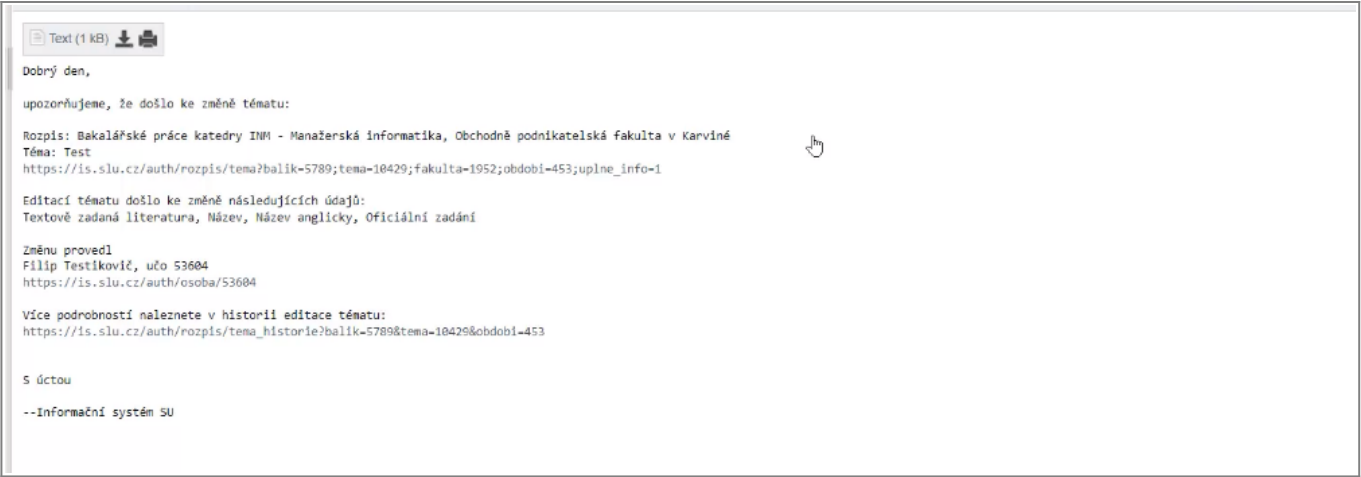 Text (1 kB)
Dobrý den,
upozorňujeme, že došlo ke změně tématu:
Rozpis: Bakalářské práce katedry INM - Manažerská informatika, Obchodně podnikatelská fakulta v Karviné
Téma: Test
https://is.slu.cz/auth/rozpis/tema?balik=5789;tema=10429;fakulta=1952;obdobi=453;uplne_info=1
Editací tématu došlo ke změně následujících údajů:
Textově zadaná literatura, Název, Název anglicky, Oficiální zadání
Změnu provedl
Filip Testikovič, učo 53604
https://is.slu.cz/auth/osoba/53604
Více podrobností naleznete v historii editace tématu:
https://is.slu.cz/auth/rozpis/tema_historie?balik=5789&tema=10429&obdobi=453
S úctou
--Informační systém SU